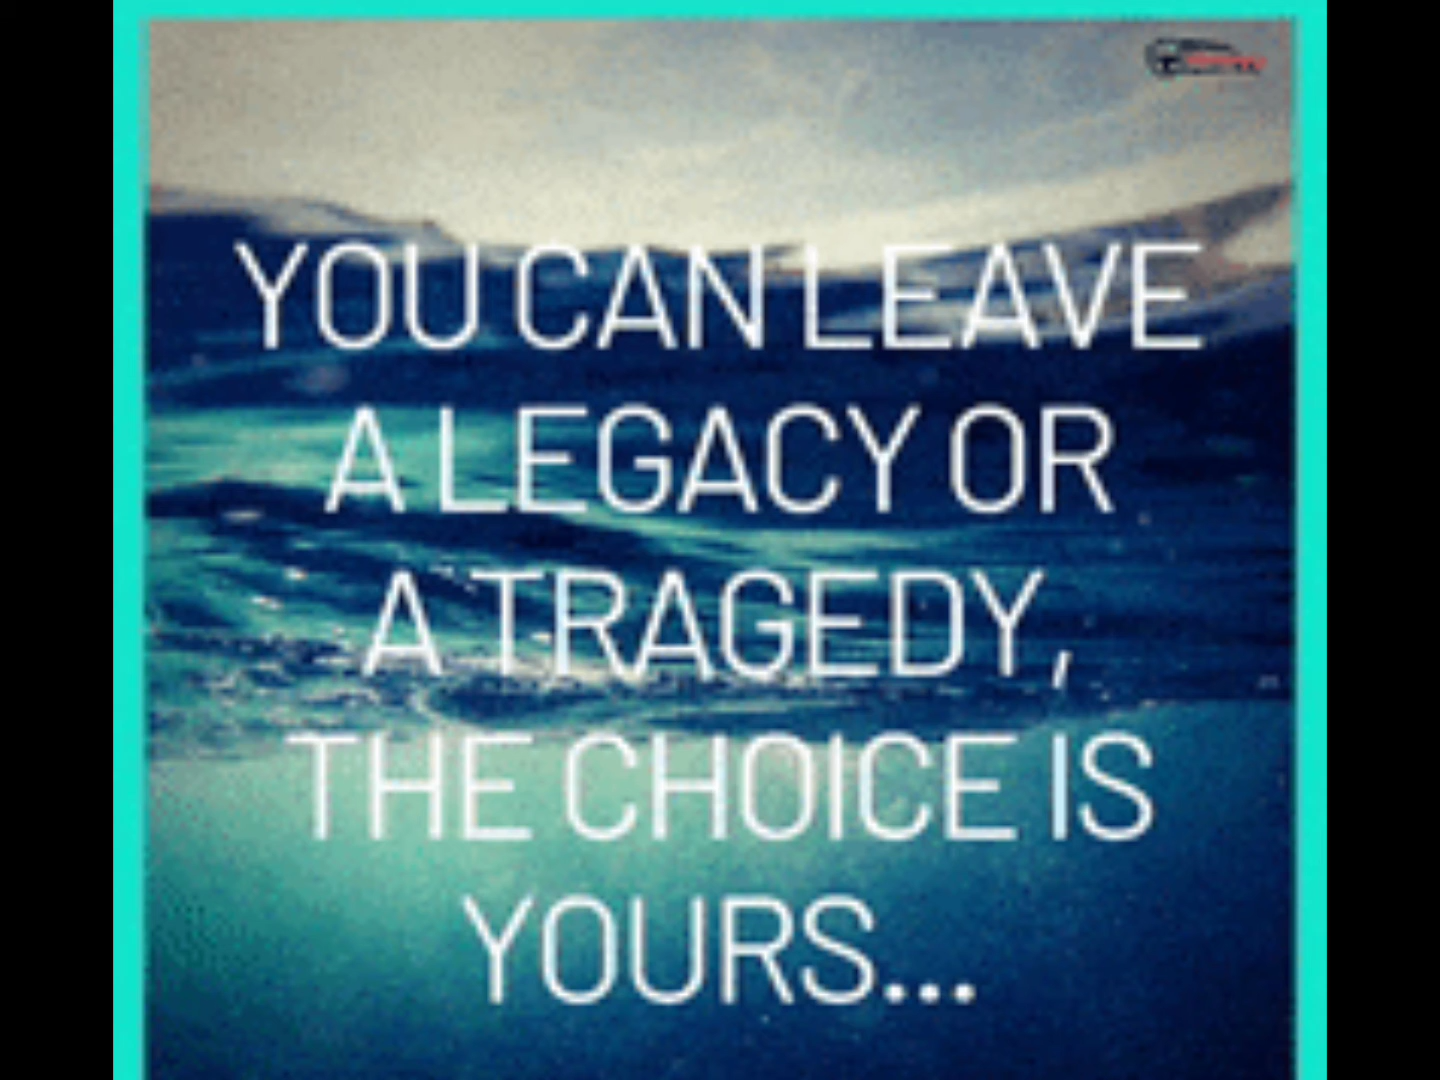 YOU CAN LEAVE
A LEGACY OR
A TRAGEDY,
THE CHOICE IS
YOURS...